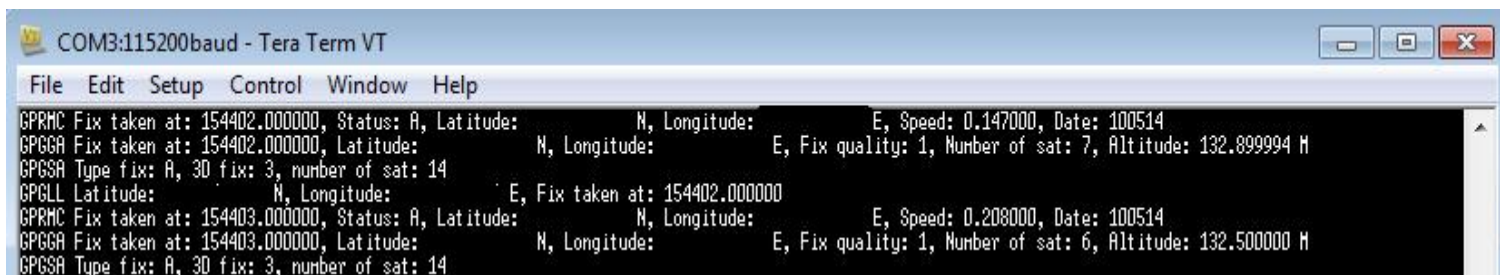 COM3:115200baud - Tera Term VT
File Edit Setup Control Window Help
GPRMC Fix taken at: 154402.000000, Status: A, Latitude: N, Longitude: E, Speed: 0.147000, Date: 100514
GPGGA Fix taken at: 154402.000000, Latitude: N, Longitude: E, Fix quality: 1, Number of sat: 7, Altitude: 132.899994 M
GPGSA Type fix: A, 3D fix: 3, number of sat: 14
GPGLL Latitude: N, Longitude: E, Fix taken at: 154402.000000
GPRMC Fix taken at: 154403.000000, Status: A, Latitude: N, Longitude: E, Speed: 0.208000, Date: 100514
GPGGA Fix taken at: 154403.000000, Latitude: N, Longitude: E, Fix quality: 1, Number of sat: 6, Altitude: 132.500000 M
GPGSA Type fix: A, 3D fix: 3, number of sat: 14